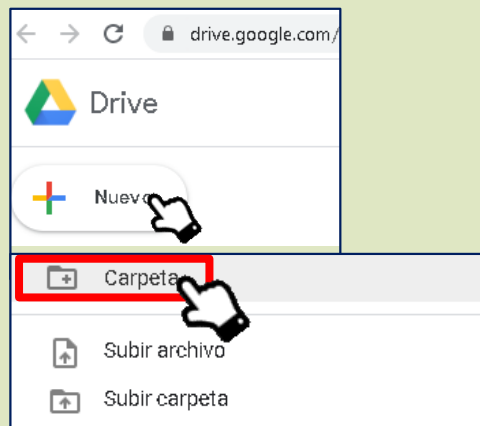 drive.google.com/
Drive
Nuevo
Carpeta
Subir archivo
Subir carpeta